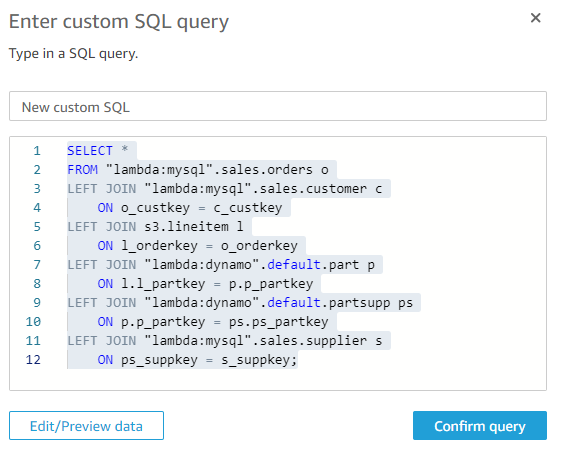 Enter custom SQL query
Type in a SQL query.
New custom SQL
1 SELECT *
2 FROM "lambda:mysql".sales.orders o
3 LEFT JOIN "lambda:mysql".sales.customer c
4 ON o_custkey = c_custkey
5 LEFT JOIN s3.lineitem l
6 ON l_orderkey = o_orderkey
7 LEFT JOIN "lambda:dynamo".default.part p
8 ON l.l_partkey = p.p_partkey
9 LEFT JOIN "lambda:dynamo".default.partsupp ps
10 ON p.p_partkey = ps.ps_partkey
11 LEFT JOIN "lambda:mysql".sales.supplier s
12 ON ps_suppkey = s_suppkey;
Edit/Preview data
Confirm query